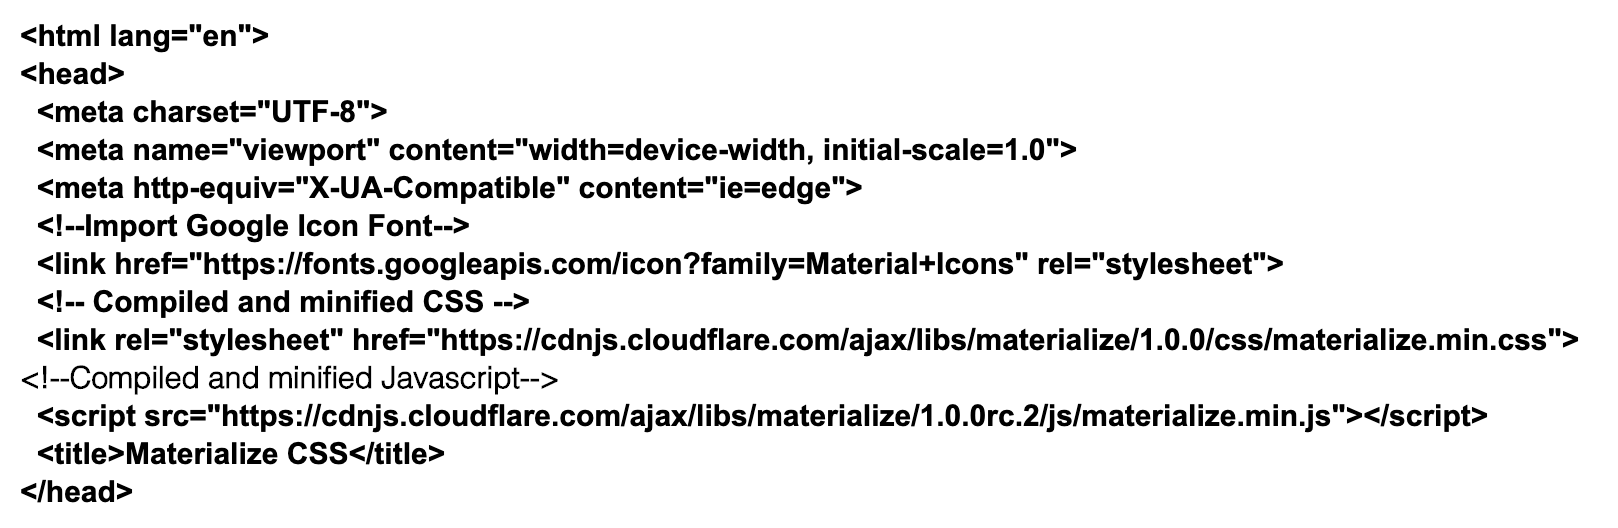 <html lang="en">
<head>
<meta charset="UTF-8">
<meta name="viewport" content="width=device-width, initial-scale=1.0">
<meta http-equiv="X-UA-Compatible" content="ie=edge">
<!--Import Google Icon Font-->
<link href="https://fonts.googleapis.com/icon?family=Material+Icons" rel="stylesheet">
<!-- Compiled and minified CSS -->
<link rel="stylesheet" href="https://cdnjs.cloudflare.com/ajax/libs/materialize/1.0.0/css/materialize.min.css">
<!--Compiled and minified Javascript-->
<script src="https://cdnjs.cloudflare.com/ajax/libs/materialize/1.0.0rc.2/js/materialize.min.js"></script>
<title>Materialize CSS</title>
</head>